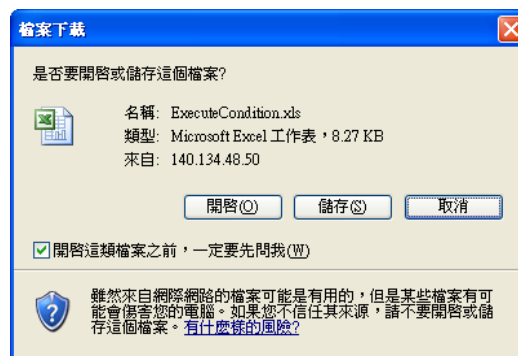 檔案下載
是否要開啓或儲存這個檔案?
名稱: ExecuteCondition.xls
類型: Microsoft Excel 工作表，8.27 KB
來自: 140.134.48.50
開啓(O) 儲存(S) 取消
開啓這類檔案之前，一定要先問我(W)
雖然來自網際網路的檔案可能是有用的，但是某些檔案有可
能會傷害您的電腦。如果您不信任其來源，請不要開啓或儲
存這個檔案。有什麼樣的風險?